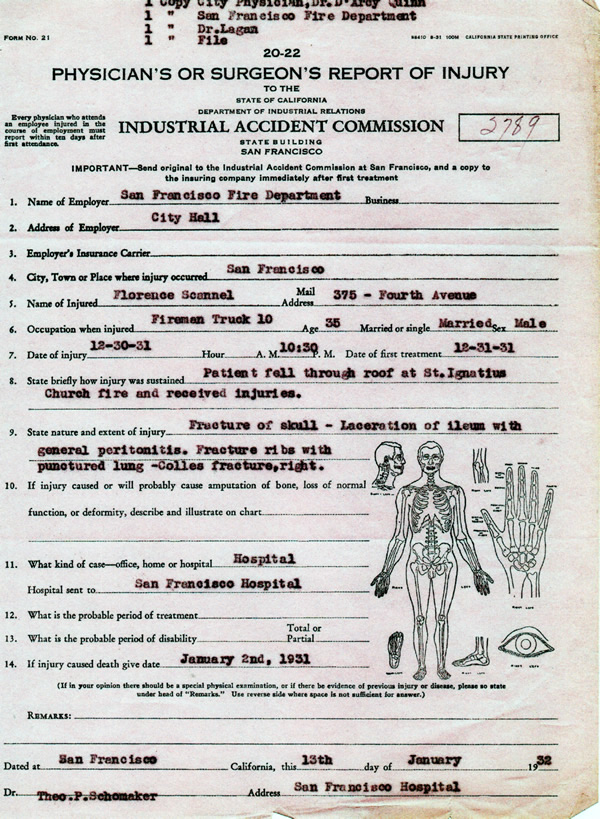 1 Copy City Physician, Dr. D'Arcy Quinn
1 " San Francisco Fire Department
1 " Dr.Lagan
1 " File
FORM NO. 21
CALIFORNIA STATE PRINTING OFFICE
20-22
PHYSICIAN'S OR SURGEON'S REPORT OF INJURY
TO THE
STATE OF CALIFORNIA
DEPARTMENT OF INDUSTRIAL RELATIONS
INDUSTRIAL ACCIDENT COMMISSION
STATE BUILDING
SAN FRANCISCO
Every physician who attends
an employee injured in the
course of employment must
report within ten days after
first attendance.
2789
IMPORTANT—Send original to the Industrial Accident Commission at San Francisco, and a copy to
the insuring company immediately after first treatment
1. Name of Employer San Francisco Fire Department Business
2. Address of Employer City Hall
3. Employer's Insurance Carrier
4. City, Town or Place where injury occurred San Francisco
5. Name of Injured Florence Scannel Mail Address 375 - Fourth Avenue
6. Occupation when injured Fireman Truck 10 Age 35 Married or single Married Sex Male
7. Date of injury 12-30-31 Hour A. M. 10:30 P. M. Date of first treatment 12-31-31
8. State briefly how injury was sustained Patient fell through roof at St.Ignatius
Church fire and received injuries.
9. State nature and extent of injury Fracture of skull - Laceration of ileum with
general peritonitis. Fracture ribs with
punctured lung -Colles fracture,right.
10. If injury caused or will probably cause amputation of bone, loss of normal
function, or deformity, describe and illustrate on chart
11. What kind of case—office, home or hospital Hospital
Hospital sent to San Francisco Hospital
12. What is the probable period of treatment
13. What is the probable period of disability Total or Partial
14. If injury caused death give date January 2nd, 1931
(If in your opinion there should be a special physical examination, or if there be evidence of previous injury or disease, please so state
under head of "Remarks." Use reverse side where space is not sufficient for answer.)
REMARKS:
Dated at San Francisco California, this 13th day of January 1932
Dr. Theo.P.Schomaker Address San Francisco Hospital